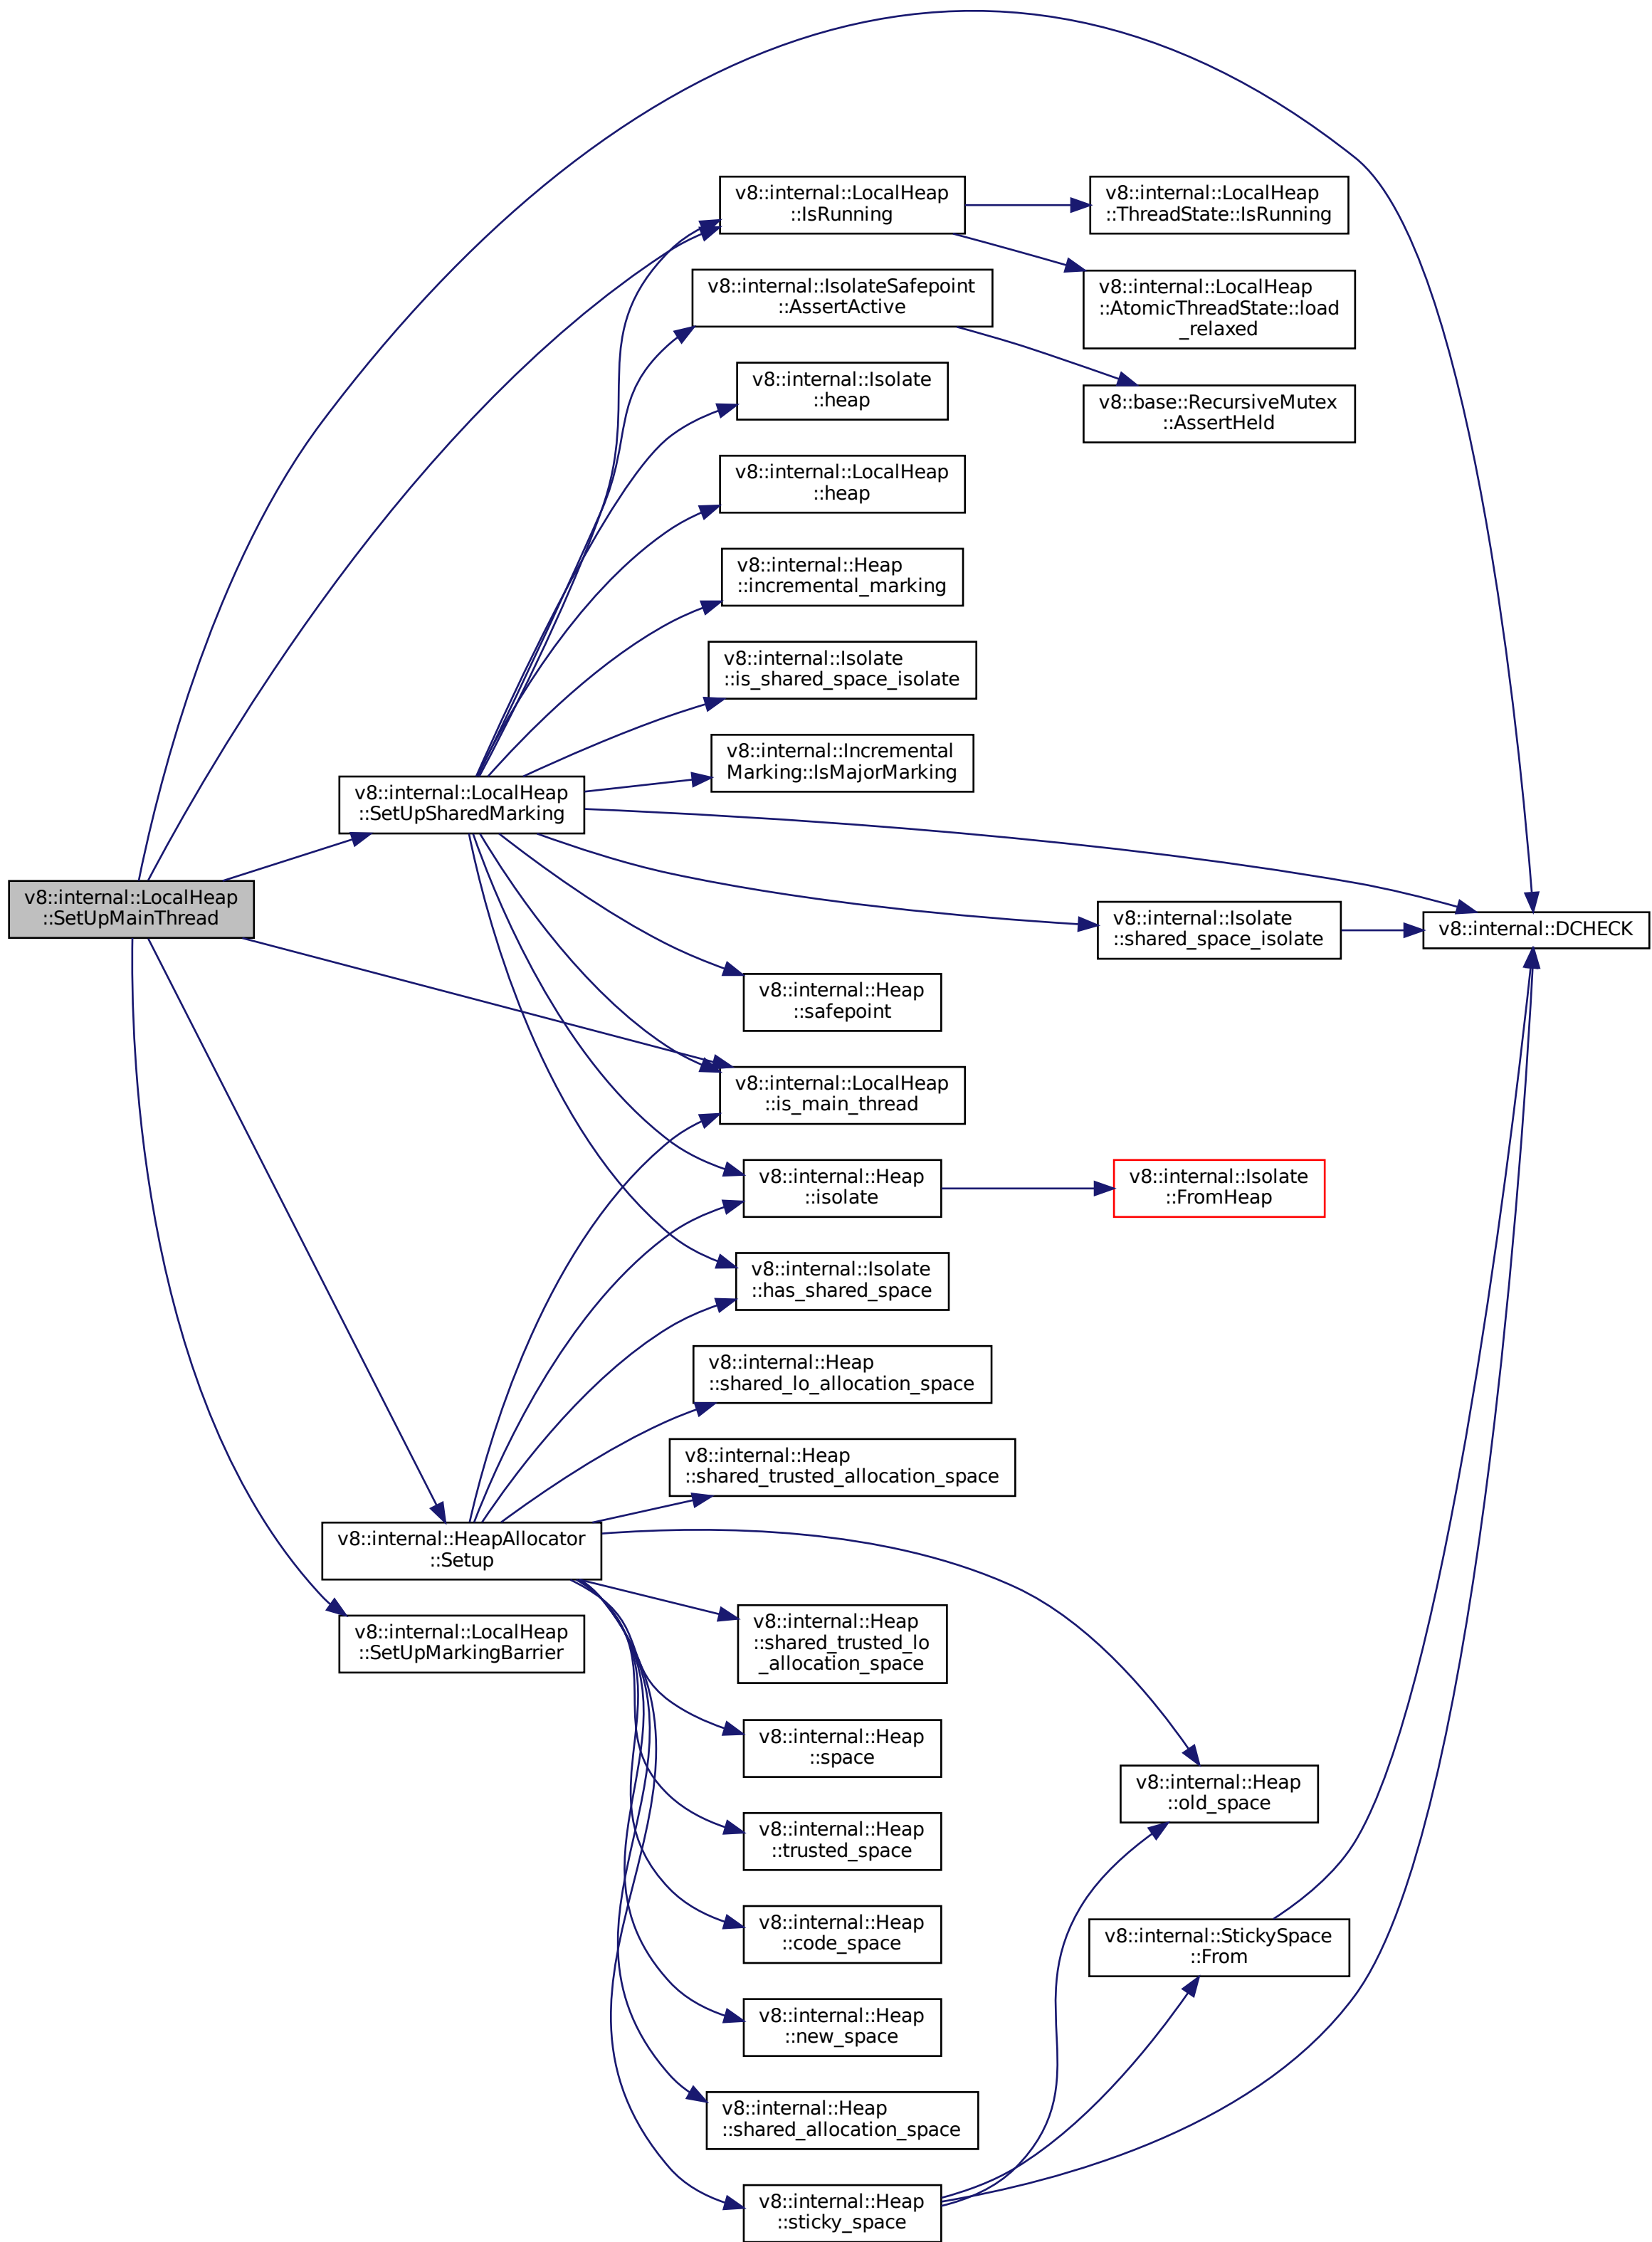 v8::internal::LocalHeap
::IsRunning
v8::internal::LocalHeap
::ThreadState::IsRunning
v8::internal::IsolateSafepoint
::AssertActive
v8::internal::LocalHeap
::AtomicThreadState::load
_relaxed
v8::internal::Isolate
::heap
v8::base::RecursiveMutex
::AssertHeld
v8::internal::LocalHeap
::heap
v8::internal::Heap
::incremental_marking
v8::internal::Isolate
::is_shared_space_isolate
v8::internal::Incremental
Marking::IsMajorMarking
v8::internal::LocalHeap
::SetUpSharedMarking
v8::internal::LocalHeap
::SetUpMainThread
v8::internal::Isolate
::shared_space_isolate
v8::internal::DCHECK
v8::internal::Heap
::safepoint
v8::internal::LocalHeap
::is_main_thread
v8::internal::Heap
::isolate
v8::internal::Isolate
::FromHeap
v8::internal::Isolate
::has_shared_space
v8::internal::Heap
::shared_lo_allocation_space
v8::internal::Heap
::shared_trusted_allocation_space
v8::internal::HeapAllocator
::Setup
v8::internal::Heap
::shared_trusted_lo
_allocation_space
v8::internal::LocalHeap
::SetUpMarkingBarrier
v8::internal::Heap
::space
v8::internal::Heap
::old_space
v8::internal::Heap
::trusted_space
v8::internal::Heap
::code_space
v8::internal::StickySpace
::From
v8::internal::Heap
::new_space
v8::internal::Heap
::shared_allocation_space
v8::internal::Heap
::sticky_space